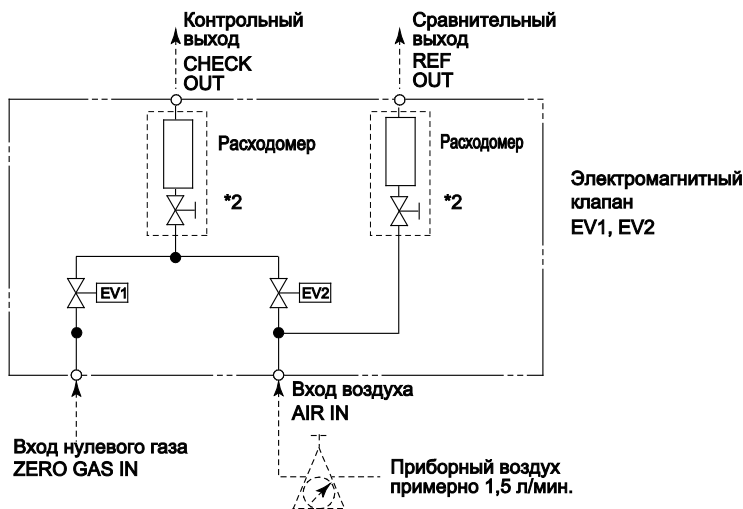 Контрольный
выход
CHECK
OUT
Сравнительный
выход
REF
OUT
Расходомер
*2
Расходомер
*2
Электромагнитный
клапан
EV1, EV2
EV1
EV2
Вход воздуха
AIR IN
Вход нулевого газа
ZERO GAS IN
Приборный воздух
примерно 1,5 л/мин.